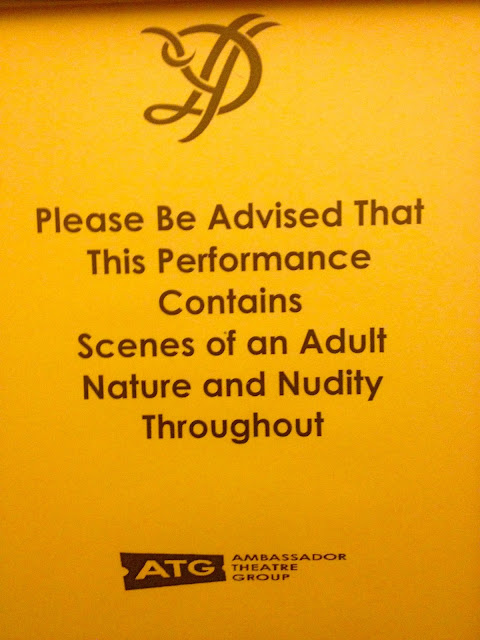 Please Be Advised That
This Performance
Contains
Scenes of an Adult
Nature and Nudity
Throughout
ATG AMBASSADOR
THEATRE
GROUP